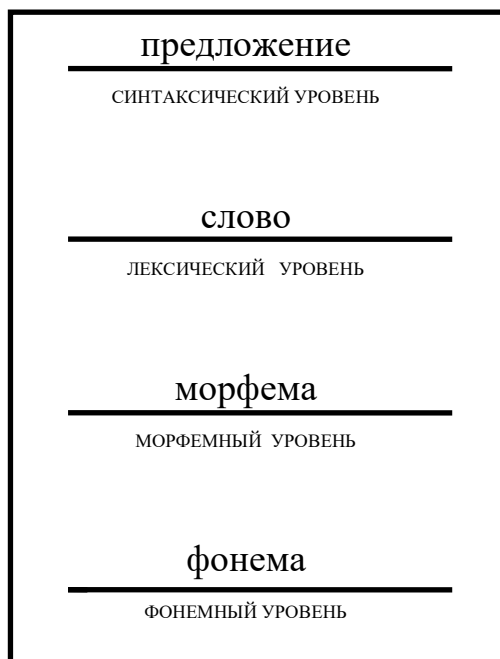 предложение
СИНТАКСИЧЕСКИЙ УРОВЕНЬ
слово
ЛЕКСИЧЕСКИЙ УРОВЕНЬ
морфема
МОРФЕМНЫЙ УРОВЕНЬ
фонема
ФОНЕМНЫЙ УРОВЕНЬ